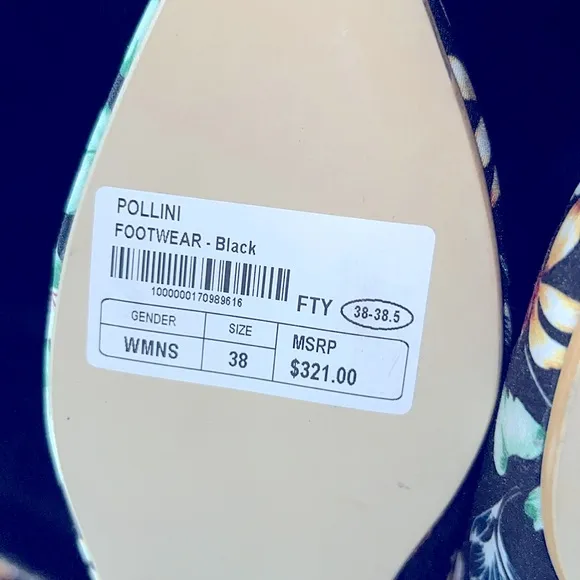 POLLINI
FOOTWEAR - Black
1000000170989616
FTY 38-38.5
GENDER SIZE MSRP
WMNS 38 $321.00